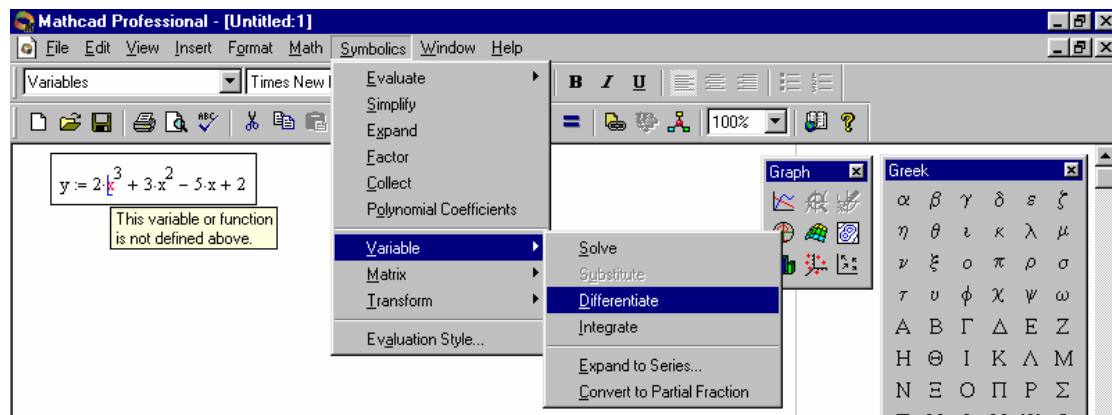 Mathcad Professional - [Untitled:1]
File Edit View Insert Format Math Symbolics Window Help
Variables Times New B I U
100%
y := 2·x³ + 3·x² − 5·x + 2
This variable or function
is not defined above.
Evaluate
Simplify
Expand
Factor
Collect
Polynomial Coefficients
Variable
Matrix
Transform
Evaluation Style...
Solve
Substitute
Differentiate
Integrate
Expand to Series...
Convert to Partial Fraction
Graph
Greek
α β γ δ ε ζ
η θ ι κ λ μ
ν ξ ο π ρ σ
τ υ ϕ χ ψ ω
Α Β Γ Δ Ε Ζ
Η Θ Ι Κ Λ Μ
Ν Ξ Ο Π Ρ Σ